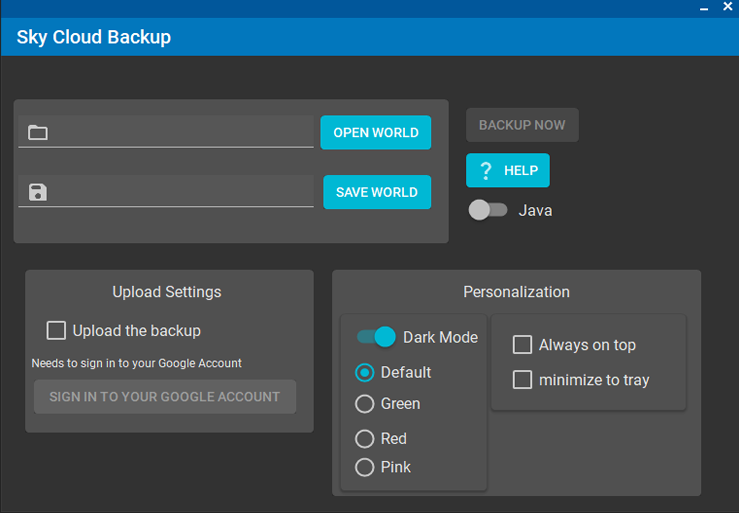 Sky Cloud Backup
OPEN WORLD
BACKUP NOW
? HELP
SAVE WORLD
Java
Upload Settings
Upload the backup
Needs to sign in to your Google Account
SIGN IN TO YOUR GOOGLE ACCOUNT
Personalization
Dark Mode
Default
Green
Red
Pink
Always on top
minimize to tray